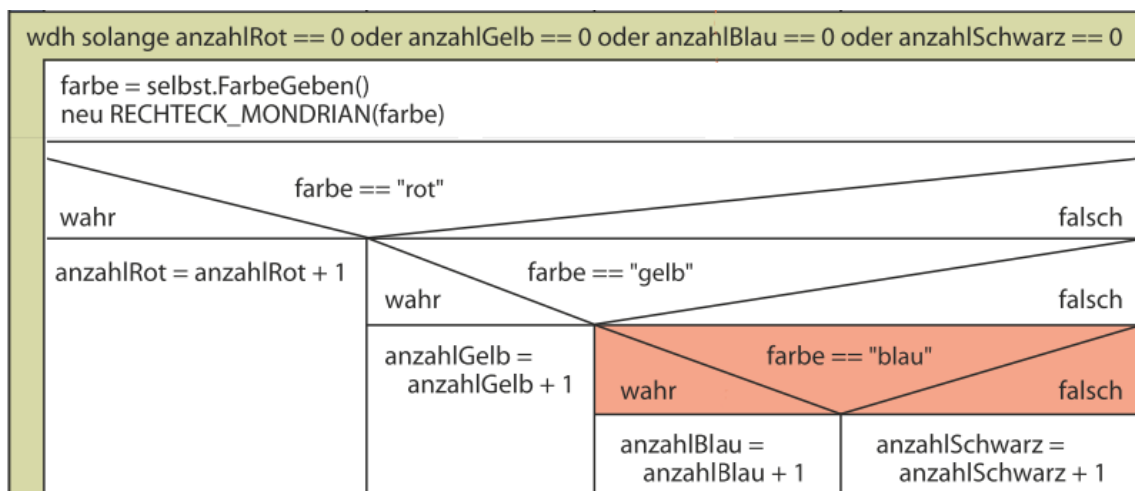 wdh solange anzahlRot == 0 oder anzahlGelb == 0 oder anzahlBlau == 0 oder anzahlSchwarz == 0
farbe = selbst.FarbeGeben()
neu RECHTECK_MONDRIAN(farbe)
farbe == "rot"
wahr
falsch
anzahlRot = anzahlRot + 1
farbe == "gelb"
wahr
falsch
anzahlGelb =
anzahlGelb + 1
farbe == "blau"
wahr
falsch
anzahlBlau =
anzahlBlau + 1
anzahlSchwarz =
anzahlSchwarz + 1